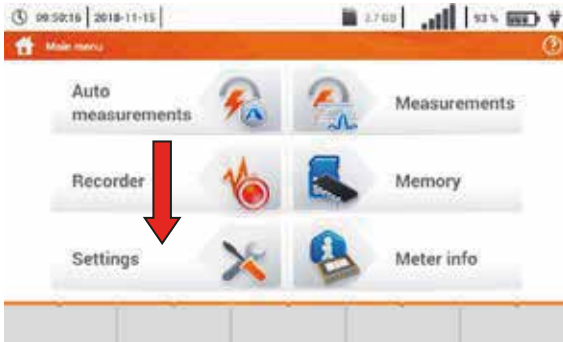 09:50:16 2018-11-15 2.7 GB 93%
Main menu
Auto
measurements
Measurements
Recorder
Memory
Settings
Meter info